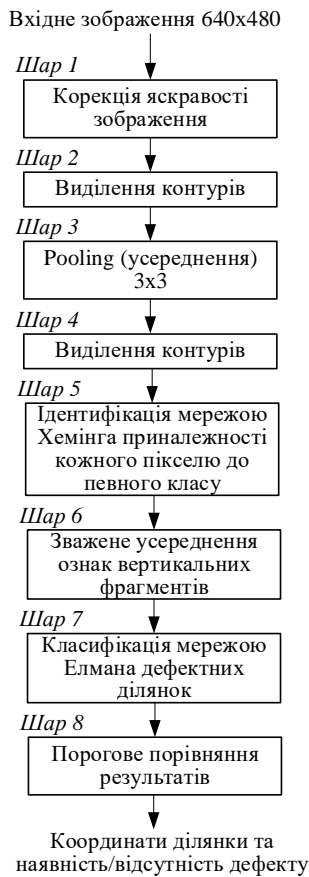 Вхідне зображення 640x480
Шар 1
Корекція яскравості
зображення
Шар 2
Виділення контурів
Шар 3
Pooling (усереднення)
3x3
Шар 4
Виділення контурів
Шар 5
Ідентифікація мережою
Хемінга приналежності
кожного пікселю до
певного класу
Шар 6
Зважене усереднення
ознак вертикальних
фрагментів
Шар 7
Класифікація мережою
Елмана дефектних
ділянок
Шар 8
Порогове порівняння
результатів
Координати ділянки та
наявність/відсутність дефекту